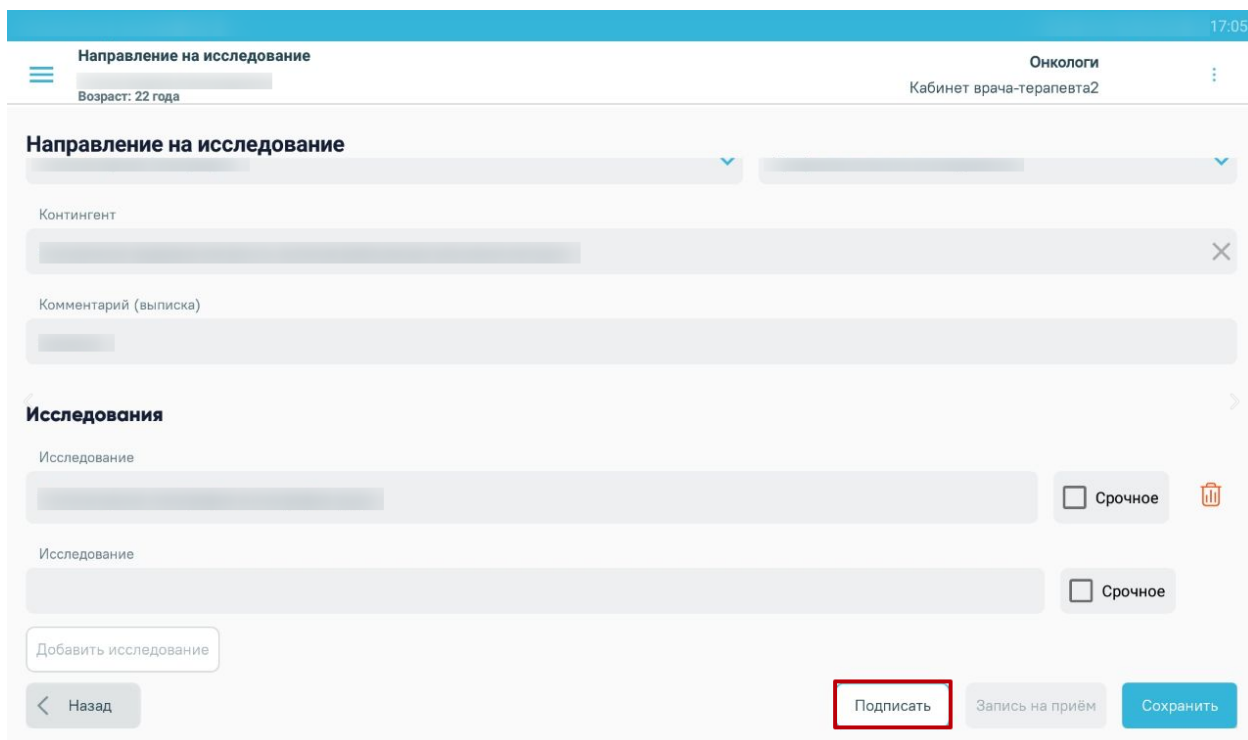 17:05
Направление на исследование
Возраст: 22 года
Онкологи
Кабинет врача-терапевта2
Направление на исследование
Контингент
Комментарий (выписка)
Исследования
Исследование
Срочное
Исследование
Срочное
Добавить исследование
Назад
Подписать
Запись на приём
Сохранить